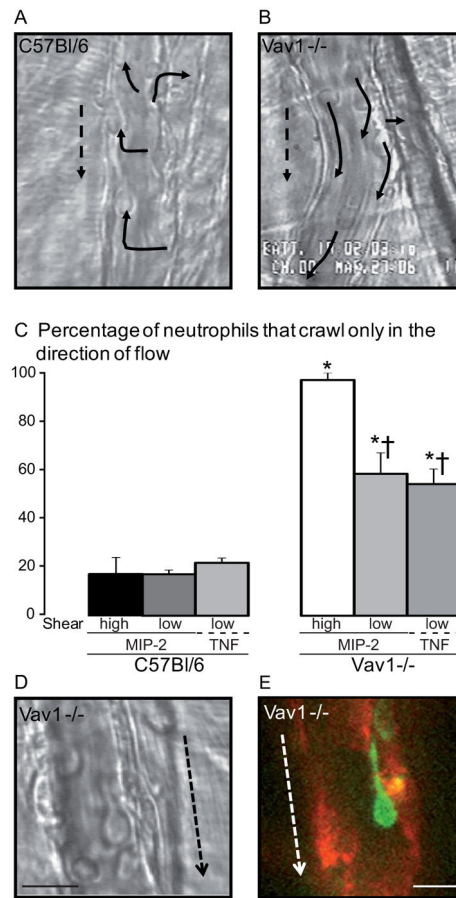 A
C57Bl/6
B
Vav1-/-
C Percentage of neutrophils that crawl only in the
direction of flow
100
80
60
40
20
0
*
*†
*†
Shear high low low high low low
MIP-2 TNF MIP-2 TNF
C57Bl/6 Vav1-/-
D
Vav1-/-
E
Vav1-/-